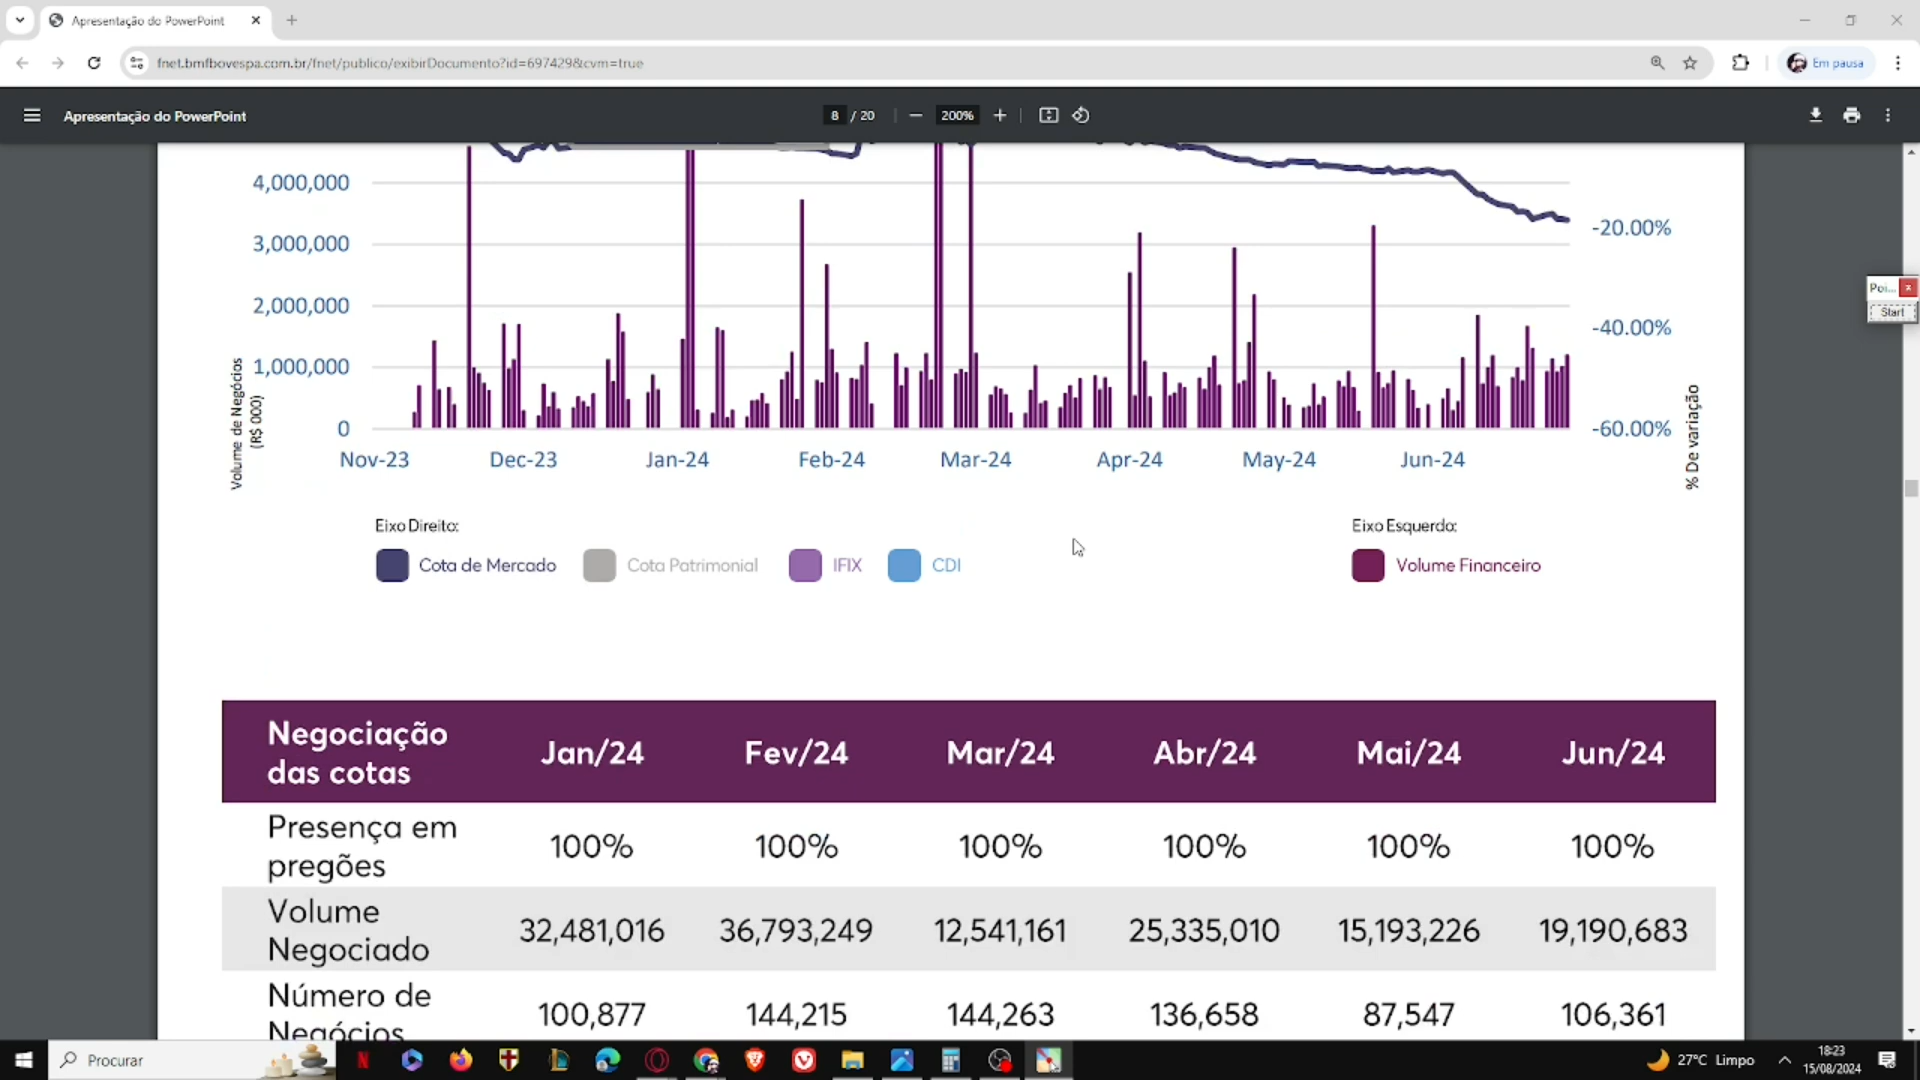 Apresentação do PowerPoint
fnet.bmfbovespa.com.br/fnet/publico/exibirDocumento?id=697429&cvm=true
Em pausa
Apresentação do PowerPoint
8 / 20
200%
4,000,000
3,000,000
2,000,000
1,000,000
0
-20.00%
-40.00%
-60.00%
Volume de Negócios
(R$ 000)
% De variação
Nov-23 Dec-23 Jan-24 Feb-24 Mar-24 Apr-24 May-24 Jun-24
Poi...
Start
Eixo Direito:
Eixo Esquerdo:
Cota de Mercado Cota Patrimonial IFIX CDI
Volume Financeiro
Negociação
das cotas
Jan/24 Fev/24 Mar/24 Abr/24 Mai/24 Jun/24
Presença em
pregões
100% 100% 100% 100% 100% 100%
Volume
Negociado
32,481,016 36,793,249 12,541,161 25,335,010 15,193,226 19,190,683
Número de
Negócios
100,877 144,215 144,263 136,658 87,547 106,361
Procurar
27°C Limpo
18:23
15/08/2024